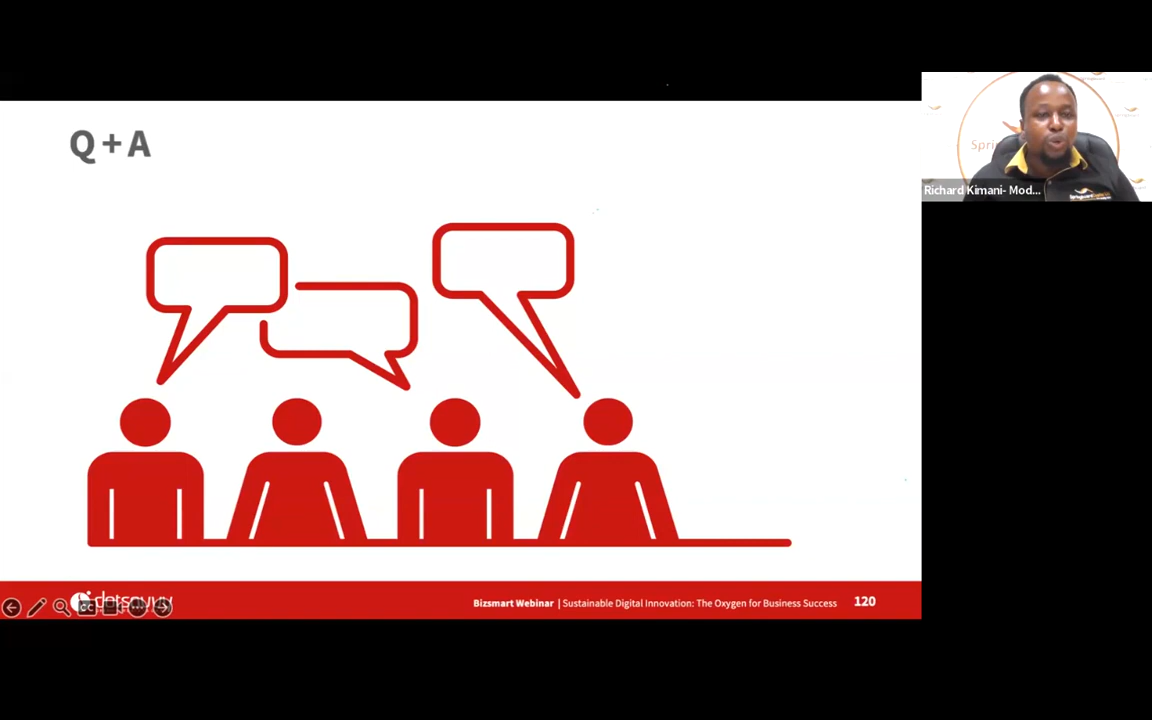 Q + A
Richard Kimani- Mod...
Bizsmart Webinar | Sustainable Digital Innovation: The Oxygen for Business Success 120